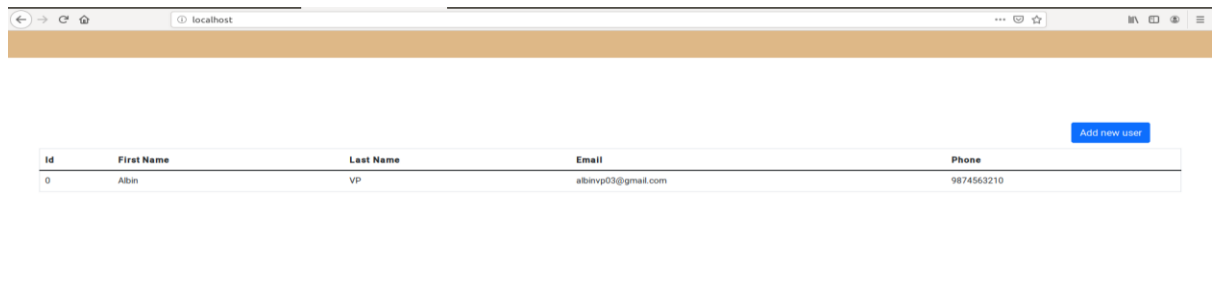 localhost
Add new user
Id First Name Last Name Email Phone
0 Albin VP albinvp03@gmail.com 9874563210